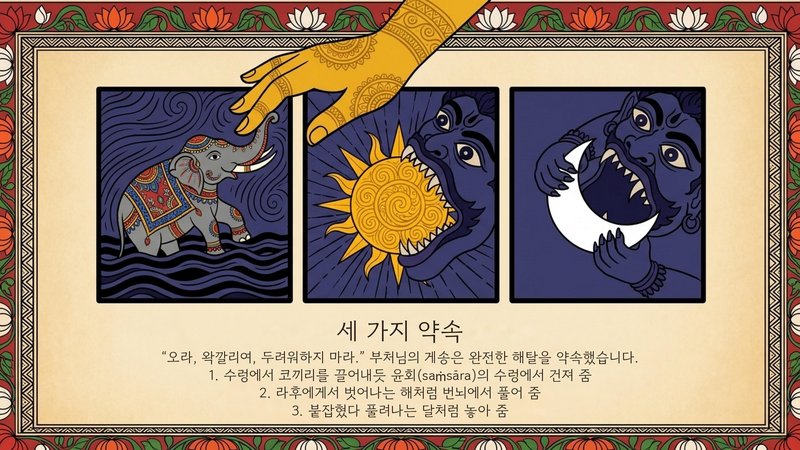 세 가지 약속
“오라, 왁깔리여, 두려워하지 마라.” 부처님의 게송은 완전한 해탈을 약속했습니다.
1. 수렁에서 코끼리를 끌어내듯 윤회(saṁsāra)의 수렁에서 건져 줌
2. 라후에게서 벗어나는 해처럼 번뇌에서 풀어 줌
3. 붙잡혔다 풀려나는 달처럼 놓아 줌